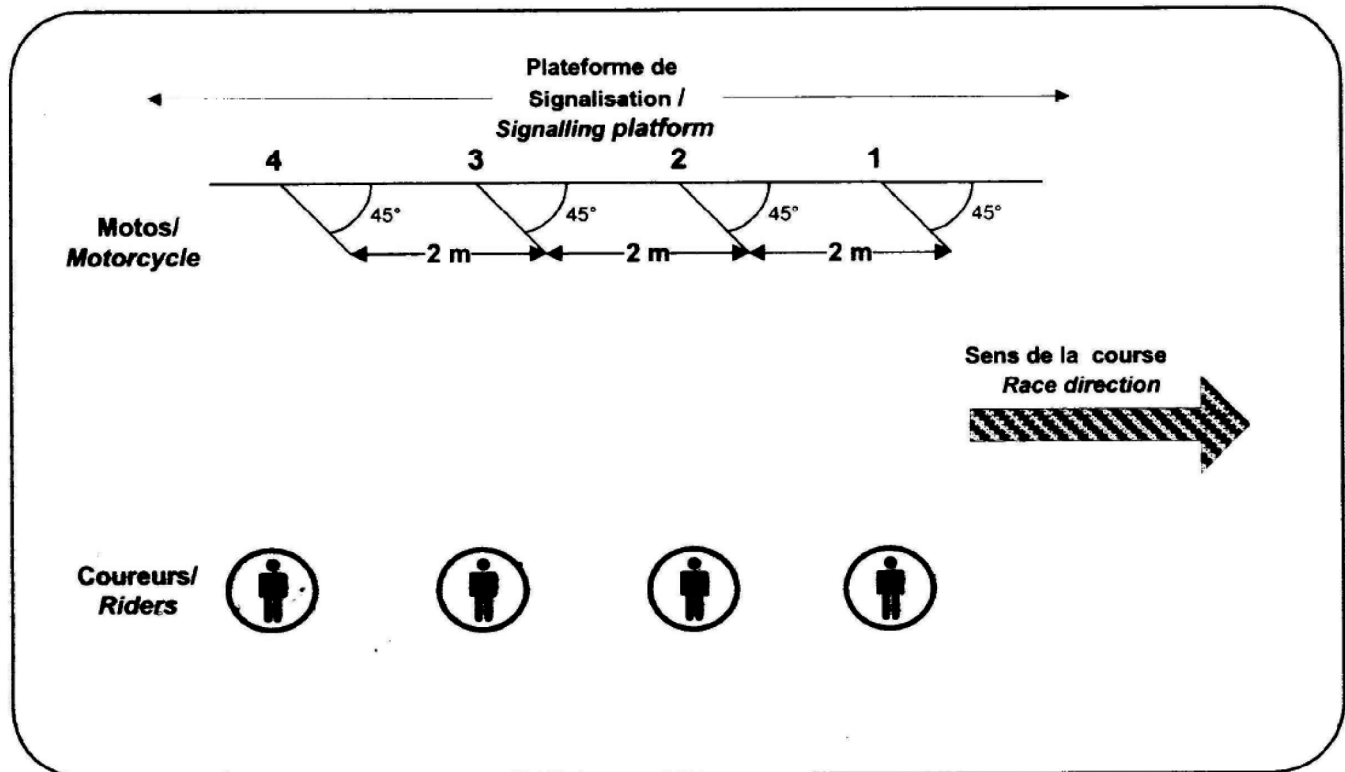 Plateforme de
Signalisation /
Signalling platform
4 3 2 1
45° 45° 45° 45°
Motos/
Motorcycle
2 m 2 m 2 m
Sens de la course
Race direction
Coureurs/
Riders